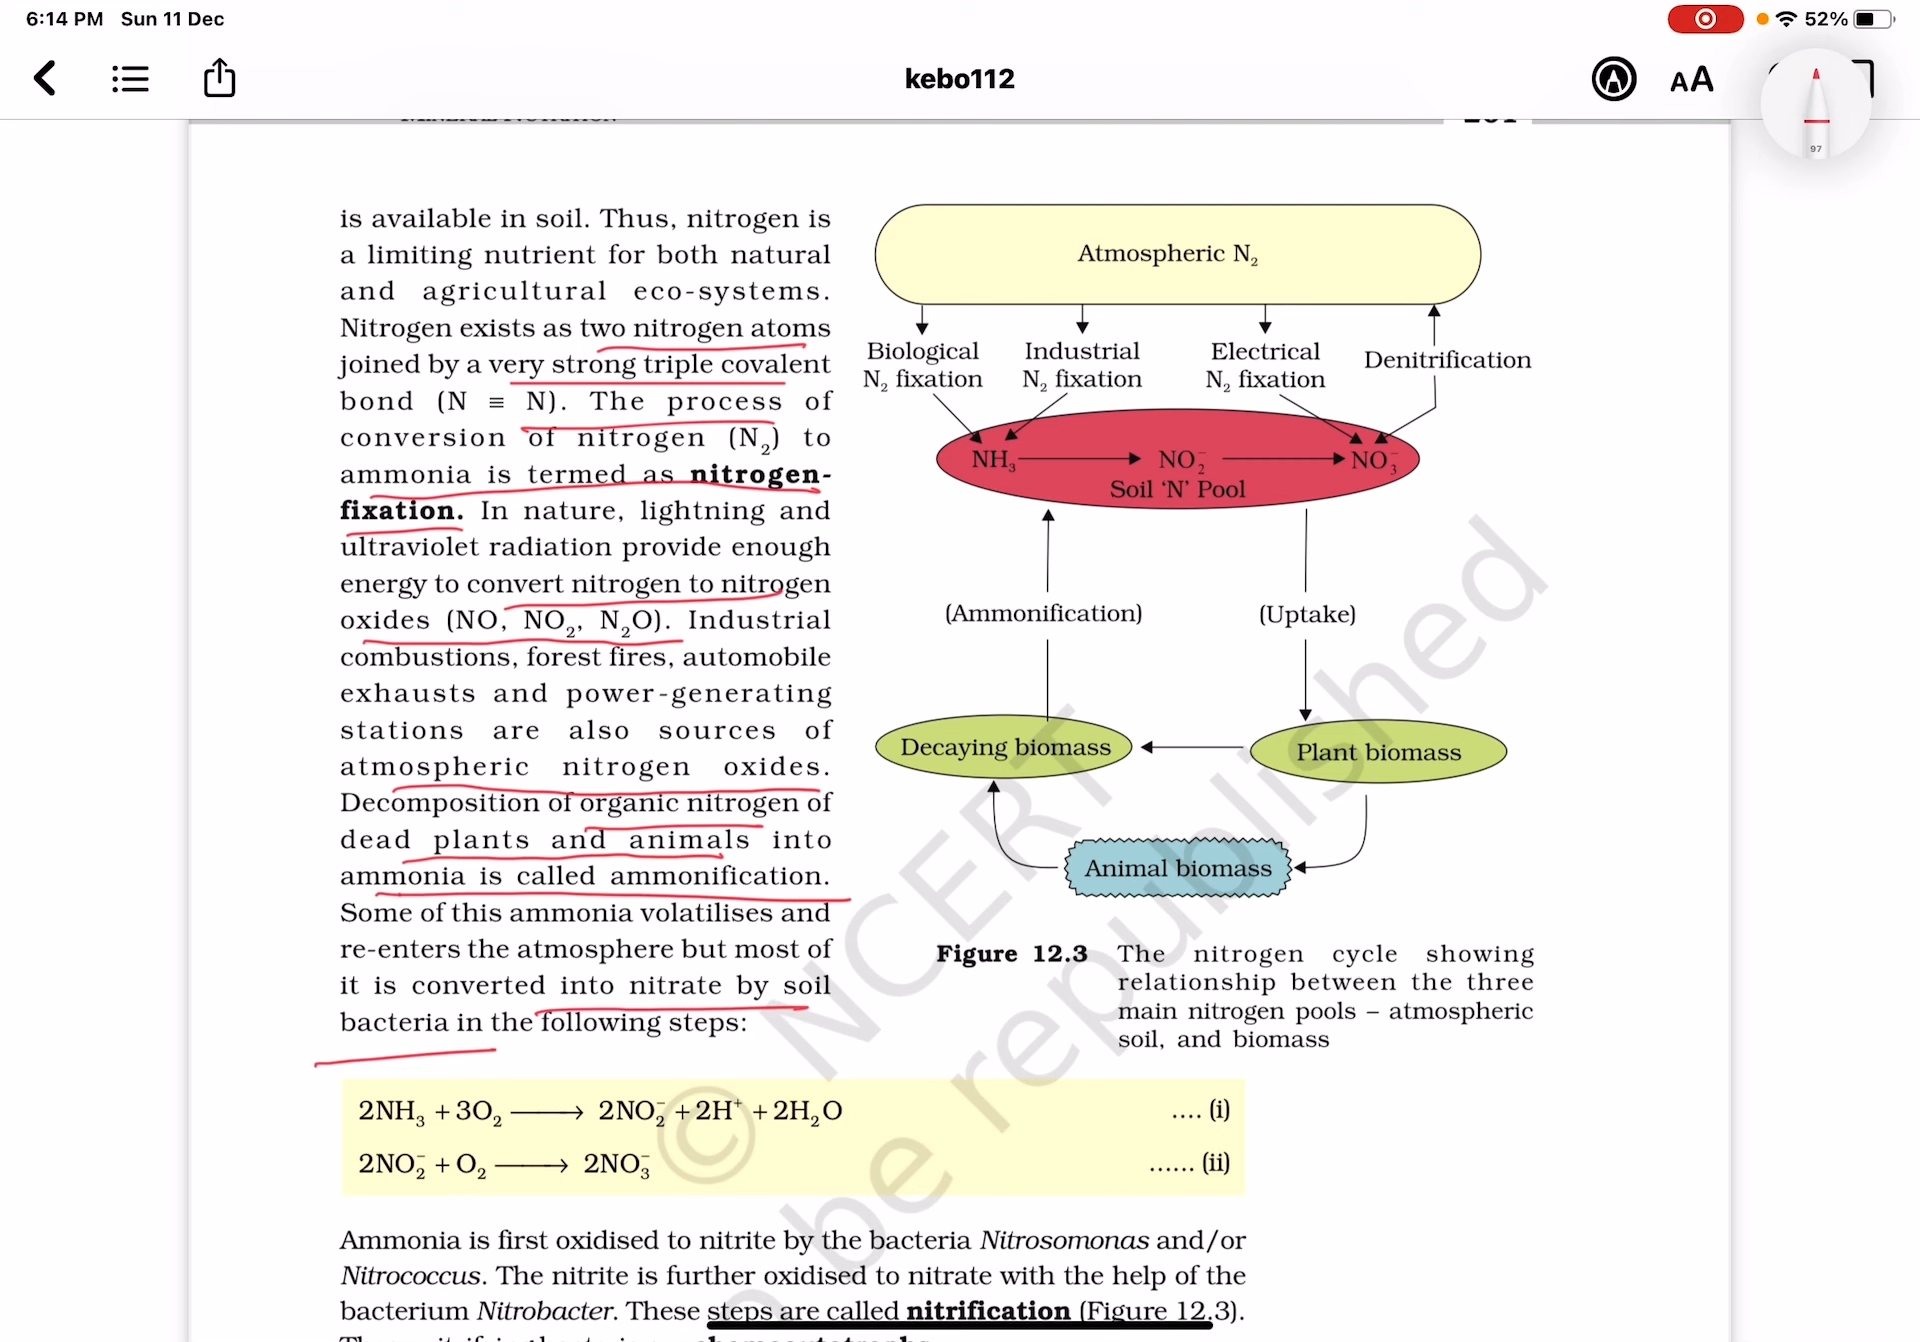 6:14 PM Sun 11 Dec
52%
kebo112
AA
97
is available in soil. Thus, nitrogen is
a limiting nutrient for both natural
and agricultural eco-systems.
Nitrogen exists as two nitrogen atoms
joined by a very strong triple covalent
bond (N ≡ N). The process of
conversion of nitrogen (N₂) to
ammonia is termed as nitrogen-
fixation. In nature, lightning and
ultraviolet radiation provide enough
energy to convert nitrogen to nitrogen
oxides (NO, NO₂, N₂O). Industrial
combustions, forest fires, automobile
exhausts and power-generating
stations are also sources of
atmospheric nitrogen oxides.
Decomposition of organic nitrogen of
dead plants and animals into
ammonia is called ammonification.
Some of this ammonia volatilises and
re-enters the atmosphere but most of
it is converted into nitrate by soil
bacteria in the following steps:
Atmospheric N₂
Biological
N₂ fixation
Industrial
N₂ fixation
Electrical
N₂ fixation
Denitrification
NH₃ NO₂⁻ NO₃⁻
Soil ‘N’ Pool
(Ammonification)
(Uptake)
Decaying biomass
Plant biomass
Animal biomass
Figure 12.3 The nitrogen cycle showing
relationship between the three
main nitrogen pools – atmospheric
soil, and biomass
2NH₃ + 3O₂ ⟶ 2NO₂⁻ + 2H⁺ + 2H₂O .... (i)
2NO₂⁻ + O₂ ⟶ 2NO₃⁻ ...... (ii)
Ammonia is first oxidised to nitrite by the bacteria Nitrosomonas and/or
Nitrococcus. The nitrite is further oxidised to nitrate with the help of the
bacterium Nitrobacter. These steps are called nitrification (Figure 12.3).
© NCERT
be republished